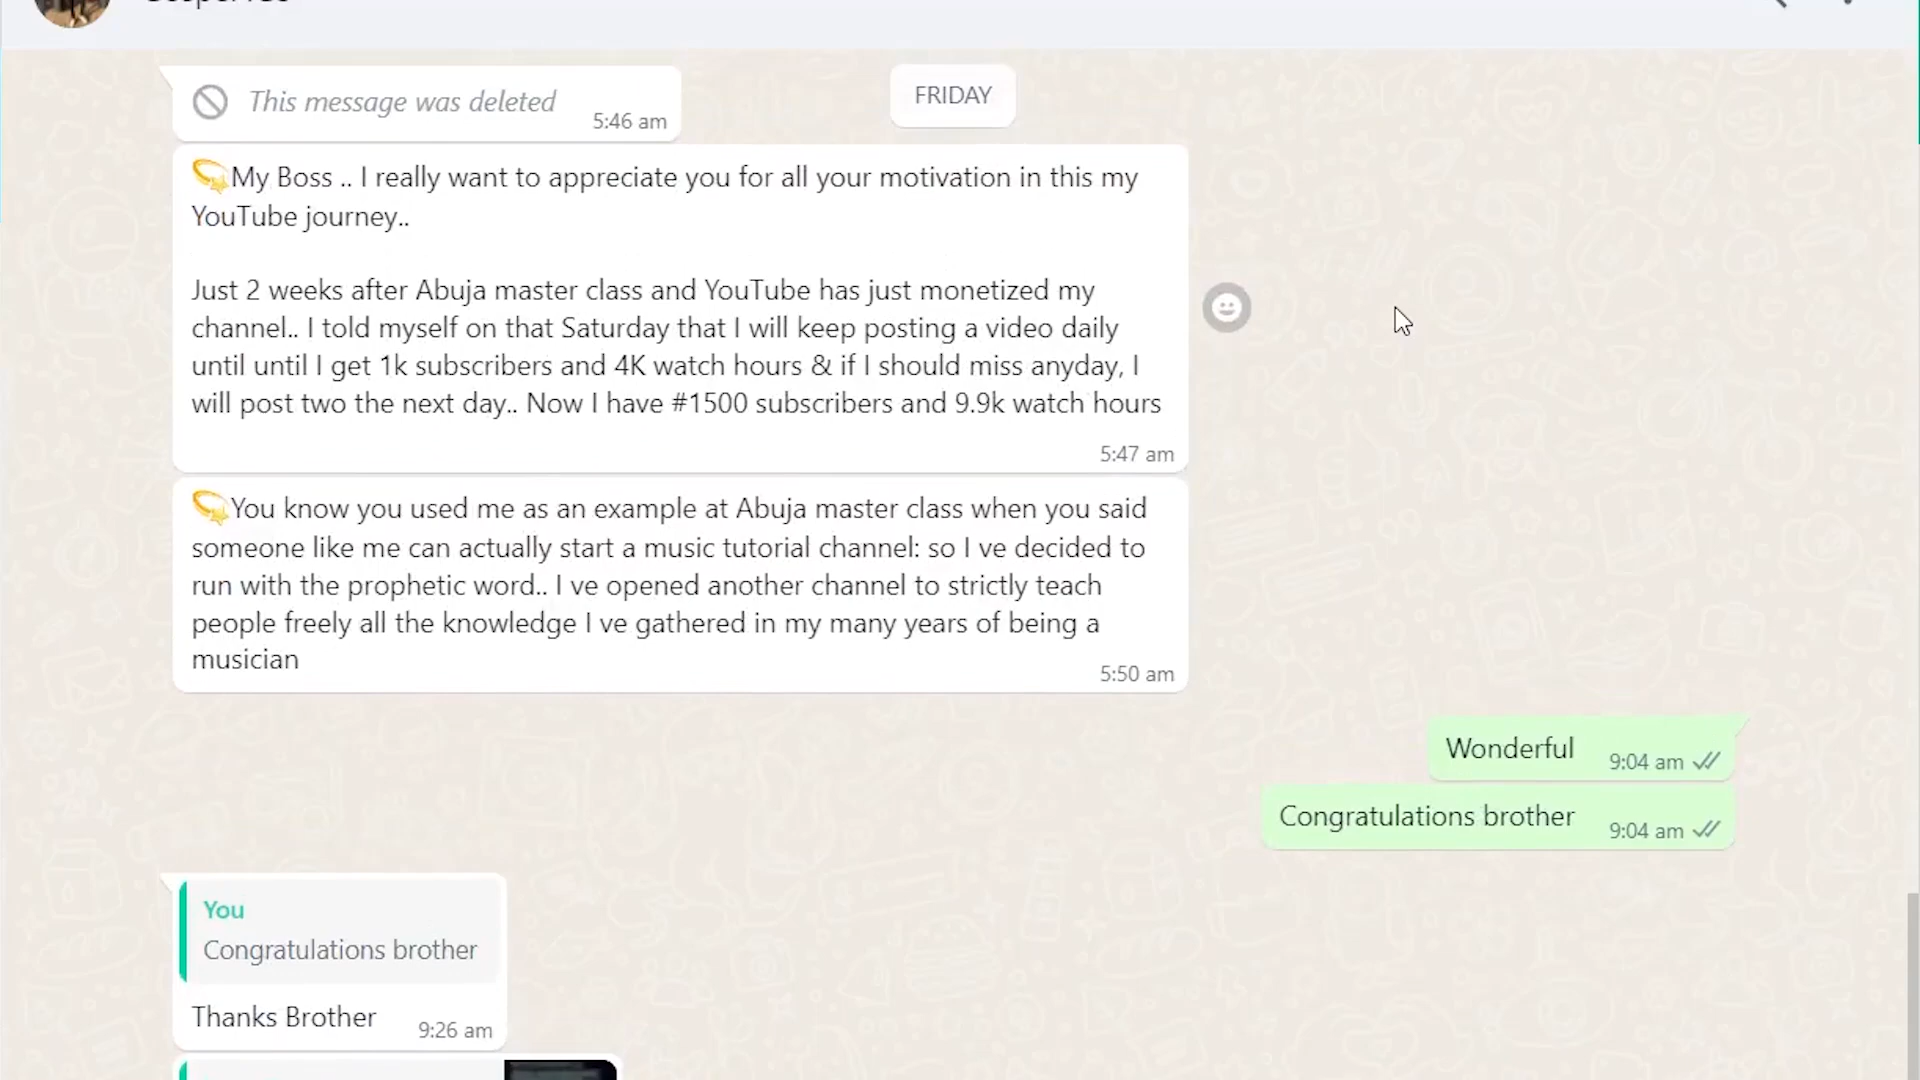 This message was deleted
5:46 am
FRIDAY
My Boss .. I really want to appreciate you for all your motivation in this my
YouTube journey..
Just 2 weeks after Abuja master class and YouTube has just monetized my
channel.. I told myself on that Saturday that I will keep posting a video daily
until until I get 1k subscribers and 4K watch hours & if I should miss anyday, I
will post two the next day.. Now I have #1500 subscribers and 9.9k watch hours
5:47 am
You know you used me as an example at Abuja master class when you said
someone like me can actually start a music tutorial channel: so I ve decided to
run with the prophetic word.. I ve opened another channel to strictly teach
people freely all the knowledge I ve gathered in my many years of being a
musician
5:50 am
Wonderful
9:04 am
Congratulations brother
9:04 am
You
Congratulations brother
Thanks Brother
9:26 am